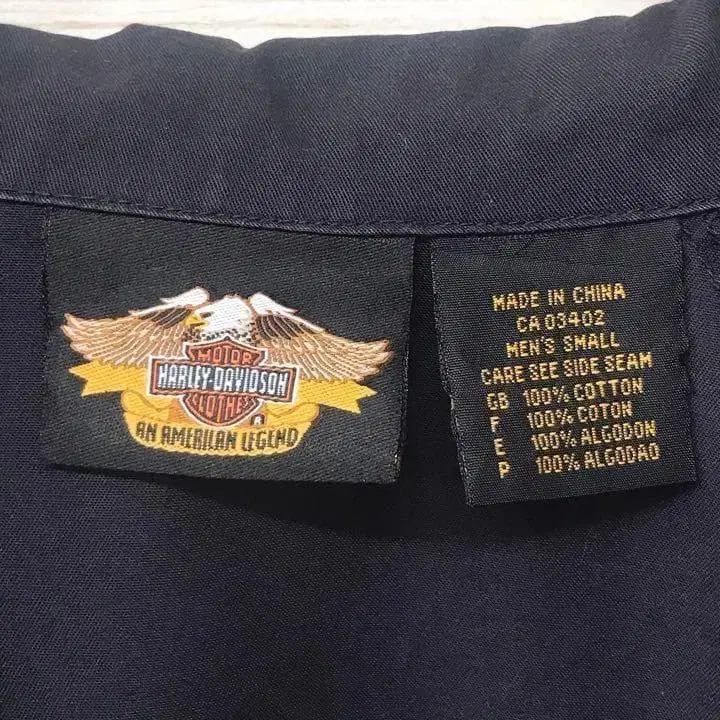 MOTOR
HARLEY-DAVIDSON
CLOTHES
®
AN AMERICAN LEGEND
MADE IN CHINA
CA 03402
MEN'S SMALL
CARE SEE SIDE SEAM
GB 100% COTTON
F 100% COTON
E 100% ALGODON
P 100% ALGODAO